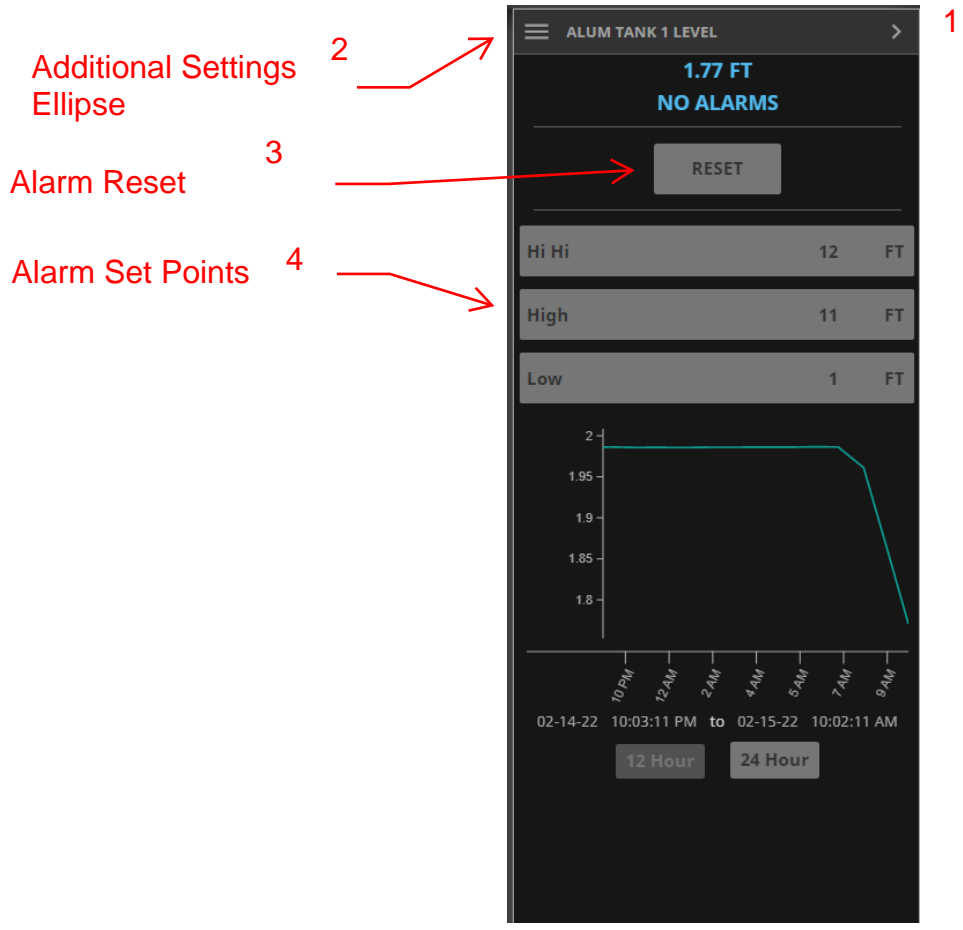 1
2
Additional Settings
Ellipse
3
Alarm Reset
4
Alarm Set Points
ALUM TANK 1 LEVEL
1.77 FT
NO ALARMS
RESET
Hi Hi 12 FT
High 11 FT
Low 1 FT
2
1.95
1.9
1.85
1.8
10 PM 12 AM 2 AM 4 AM 5 AM 7 AM 9 AM
02-14-22 10:03:11 PM to 02-15-22 10:02:11 AM
12 Hour 24 Hour